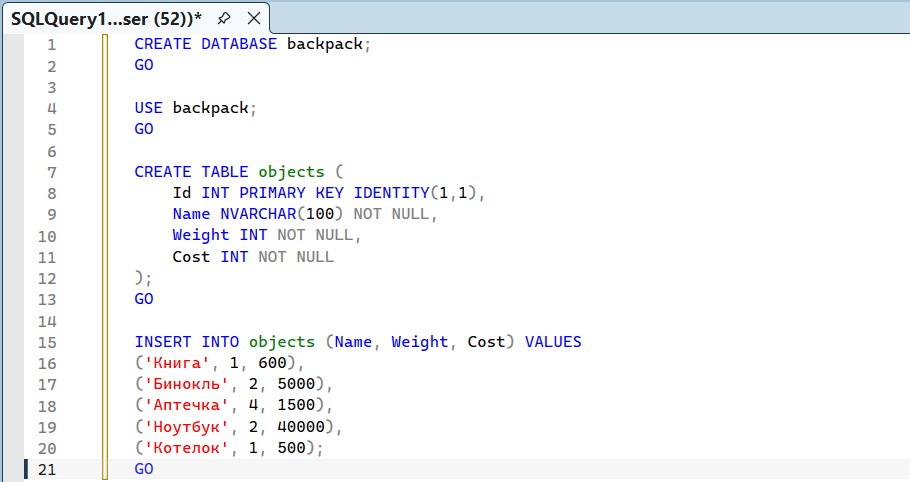 SQLQuery1...ser (52))*
1 CREATE DATABASE backpack;
2 GO
3
4 USE backpack;
5 GO
6
7 CREATE TABLE objects (
8 Id INT PRIMARY KEY IDENTITY(1,1),
9 Name NVARCHAR(100) NOT NULL,
10 Weight INT NOT NULL,
11 Cost INT NOT NULL
12 );
13 GO
14
15 INSERT INTO objects (Name, Weight, Cost) VALUES
16 ('Книга', 1, 600),
17 ('Бинокль', 2, 5000),
18 ('Аптечка', 4, 1500),
19 ('Ноутбук', 2, 40000),
20 ('Котелок', 1, 500);
21 GO